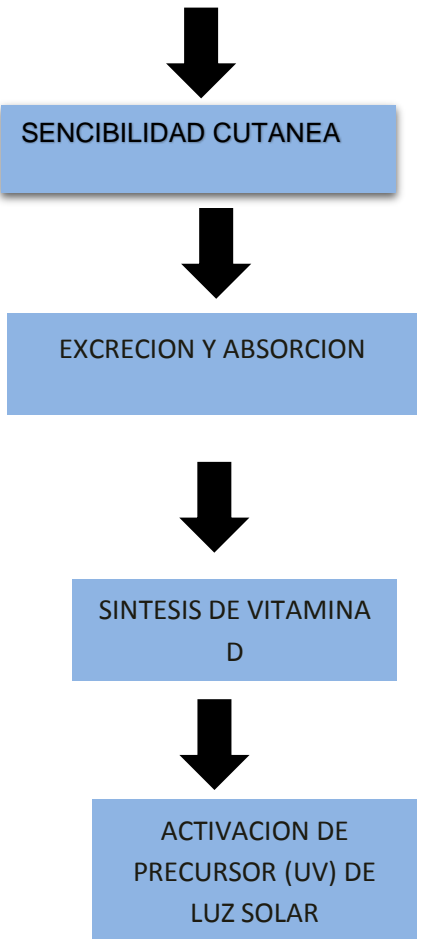 SENCIBILIDAD CUTANEA
EXCRECION Y ABSORCION
SINTESIS DE VITAMINA
D
ACTIVACION DE
PRECURSOR (UV) DE
LUZ SOLAR